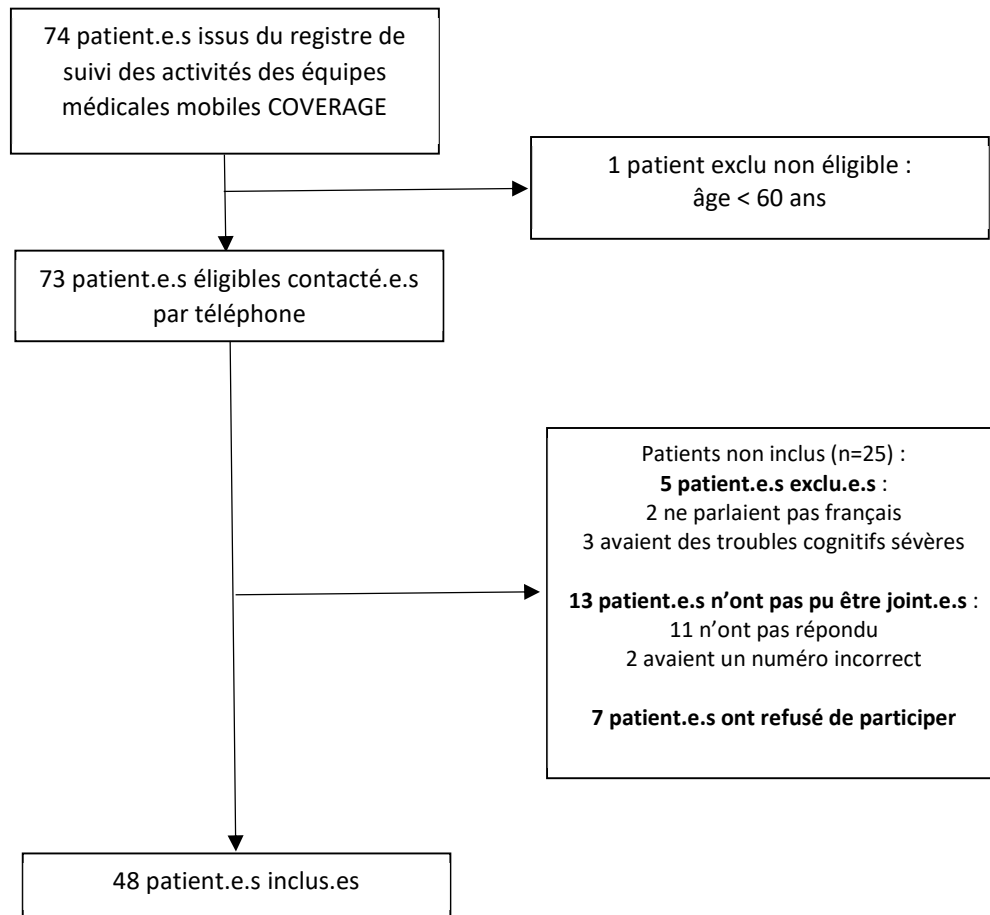 74 patient.e.s issus du registre de
suivi des activités des équipes
médicales mobiles COVERAGE
1 patient exclu non éligible :
âge < 60 ans
73 patient.e.s éligibles contacté.e.s
par téléphone
Patients non inclus (n=25) :
5 patient.e.s exclu.e.s :
2 ne parlaient pas français
3 avaient des troubles cognitifs sévères
13 patient.e.s n’ont pas pu être joint.e.s :
11 n’ont pas répondu
2 avaient un numéro incorrect
7 patient.e.s ont refusé de participer
48 patient.e.s inclus.es